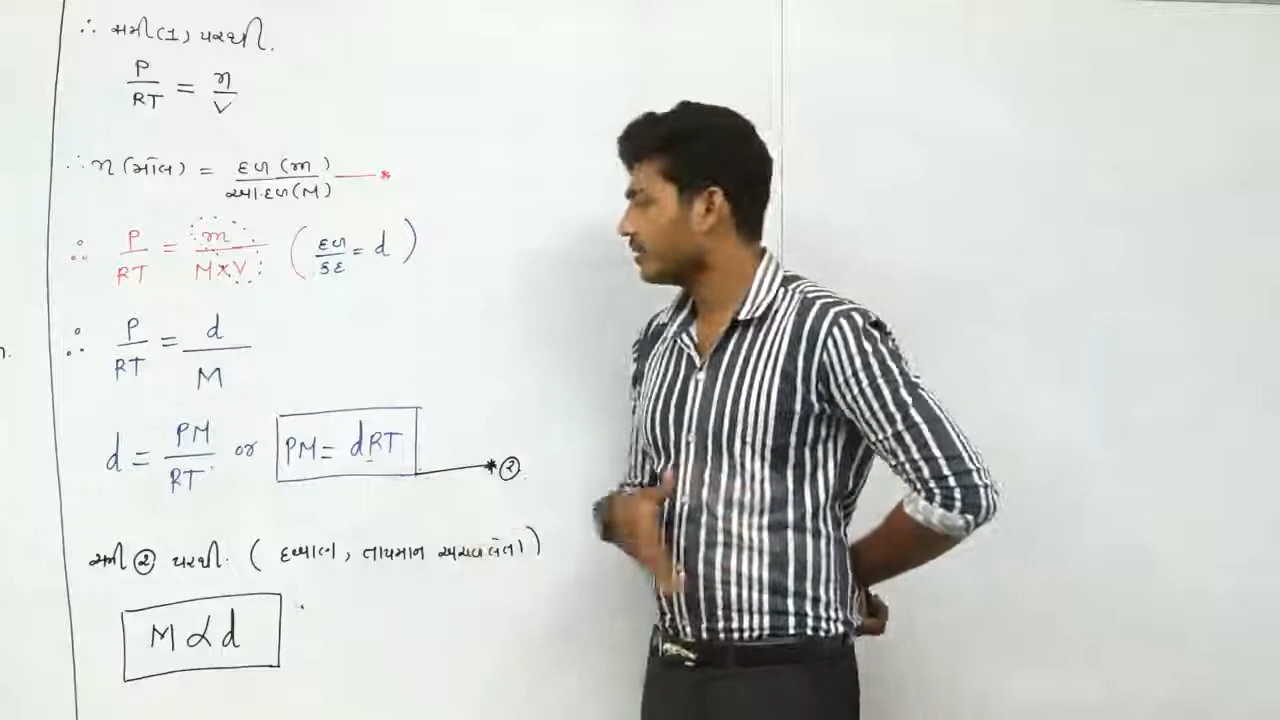 ∴ સમી(1) પરથી.
P/RT = n/V
∴ n (મોલ) = દળ (m) / આ.દળ(M) *
∴ P/RT = m / M×V ( દળ/કદ = d )
∴ P/RT = d / M
d = PM/RT or PM = dRT * ②
સમી ② પરથી. ( દબાણ, તાપમાન અચળ લેતા )
M ∝ d